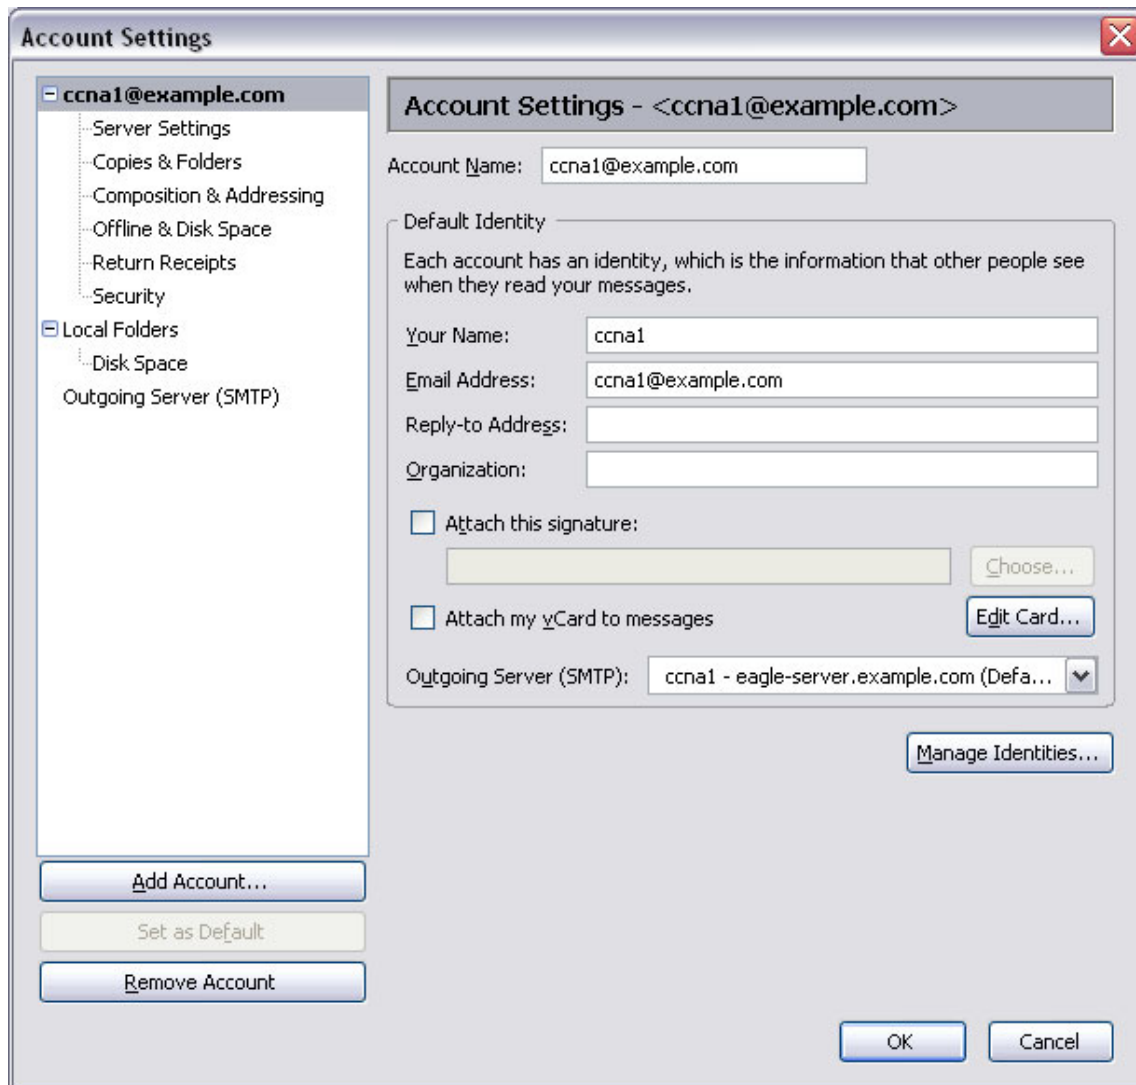 Account Settings
ccna1@example.com
Server Settings
Copies & Folders
Composition & Addressing
Offline & Disk Space
Return Receipts
Security
Local Folders
Disk Space
Outgoing Server (SMTP)
Add Account...
Set as Default
Remove Account
Account Settings - <ccna1@example.com>
Account Name: ccna1@example.com
Default Identity
Each account has an identity, which is the information that other people see
when they read your messages.
Your Name: ccna1
Email Address: ccna1@example.com
Reply-to Address:
Organization:
Attach this signature:
Choose...
Attach my vCard to messages
Edit Card...
Outgoing Server (SMTP): ccna1 - eagle-server.example.com (Defa...
Manage Identities...
OK
Cancel